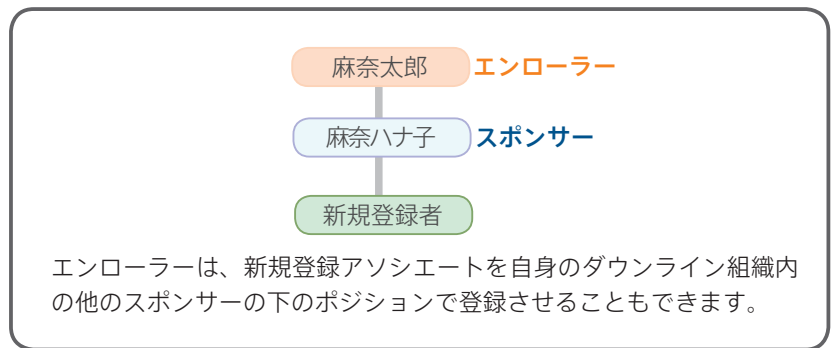 麻奈太郎 エンローラー
麻奈ハナ子 スポンサー
新規登録者
エンローラーは、新規登録アソシエートを自身のダウンライン組織内
の他のスポンサーの下のポジションで登録させることもできます。